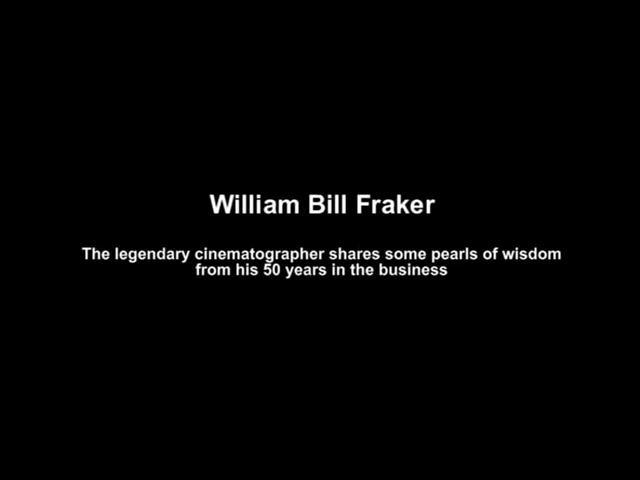 William Bill Fraker
The legendary cinematographer shares some pearls of wisdom
from his 50 years in the business